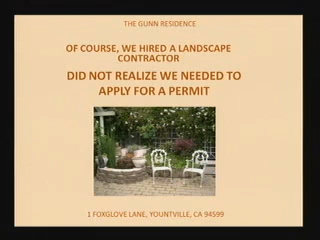 THE GUNN RESIDENCE
OF COURSE, WE HIRED A LANDSCAPE
CONTRACTOR
DID NOT REALIZE WE NEEDED TO
APPLY FOR A PERMIT
1 FOXGLOVE LANE, YOUNTVILLE, CA 94599